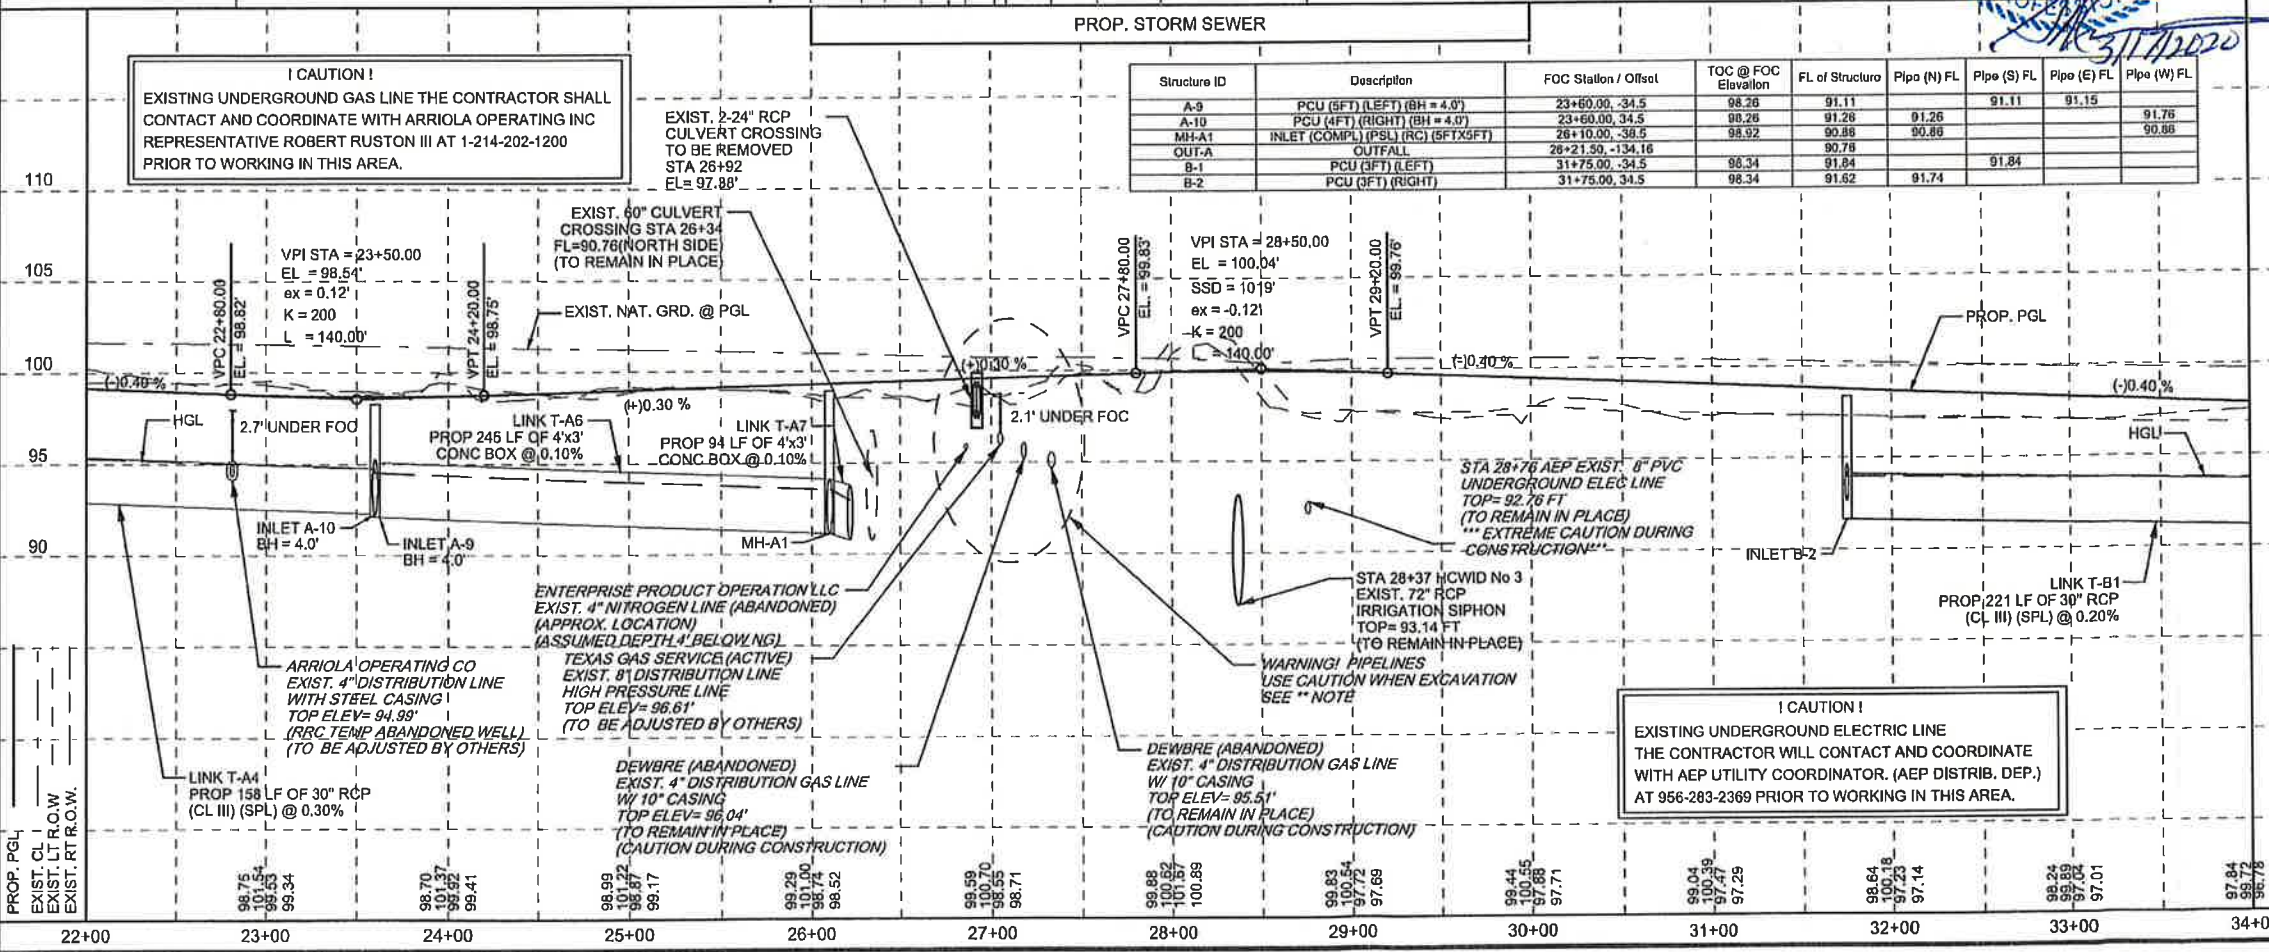 PROP. STORM SEWER
3/17/2020
! CAUTION !
EXISTING UNDERGROUND GAS LINE THE CONTRACTOR SHALL
CONTACT AND COORDINATE WITH ARRIOLA OPERATING INC
REPRESENTATIVE ROBERT RUSTON III AT 1-214-202-1200
PRIOR TO WORKING IN THIS AREA.
EXIST. 2-24" RCP
CULVERT CROSSING
TO BE REMOVED
STA 26+92
FL= 97.88'
Structure ID Description FOC Station / Offset TOC @ FOC Elevation FL of Structure Pipe (N) FL Pipe (S) FL Pipe (E) FL Pipe (W) FL
A-9 PCU (5FT) (LEFT) (BH = 4.0') 23+60.00, -34.5 98.26 91.11 91.11 91.15
A-10 PCU (4FT) (RIGHT) (BH = 4.0') 23+60.00, 34.5 98.26 91.26 91.26 91.76
MH-A1 INLET (COMPL) (PSL) (RC) (5FTX5FT) 26+10.00, -38.5 98.92 90.86 90.86 90.86
OUT-A OUTFALL 26+21.50, -134.16 90.76
B-1 PCU (3FT) (LEFT) 31+75.00, -34.5 98.34 91.84 91.84
B-2 PCU (3FT) (RIGHT) 31+75.00, 34.5 98.34 91.62 91.74
110
105
100
95
90
EXIST. 60" CULVERT
CROSSING STA 26+34
FL=90.76(NORTH SIDE)
(TO REMAIN IN PLACE)
VPC 22+80.00
EL. = 98.82'
VPI STA = 23+50.00
EL = 98.54'
ex = 0.12'
K = 200
L = 140.00'
VPT 24+20.00
EL. = 98.75'
EXIST. NAT. GRD. @ PGL
VPC 27+80.00
EL. = 99.83'
VPI STA = 28+50.00
EL = 100.04'
SSD = 1019'
ex = -0.12'
K = 200
L = 140.00'
VPT 29+20.00
EL. = 99.76'
PROP. PGL
(-)0.40 %
(+)0.30 %
(+)0.30 %
(-)0.40 %
(-)0.40 %
HGL
2.7' UNDER FOC
LINK T-A6
PROP 245 LF OF 4'x3'
CONC BOX @ 0.10%
LINK T-A7
PROP 94 LF OF 4'x3'
CONC BOX @ 0.10%
2.1' UNDER FOC
HGL
INLET A-10
BH = 4.0'
INLET A-9
BH = 4.0'
MH-A1
STA 28+76 AEP EXIST. 8" PVC
UNDERGROUND ELEC LINE
TOP= 92.76 FT
(TO REMAIN IN PLACE)
***EXTREME CAUTION DURING
CONSTRUCTION***
INLET B-2
LINK T-B1
PROP 221 LF OF 30" RCP
(CL III) (SPL) @ 0.20%
ENTERPRISE PRODUCT OPERATION LLC
EXIST. 4" NITROGEN LINE (ABANDONED)
(APPROX. LOCATION)
(ASSUMED DEPTH 4' BELOW NG)
STA 28+37 HCWID No 3
EXIST. 72" RCP
IRRIGATION SIPHON
TOP= 93.14 FT
(TO REMAIN IN PLACE)
ARRIOLA OPERATING CO
EXIST. 4" DISTRIBUTION LINE
WITH STEEL CASING
TOP ELEV= 94.99'
(RRC TEMP ABANDONED WELL)
(TO BE ADJUSTED BY OTHERS)
TEXAS GAS SERVICE (ACTIVE)
EXIST. 8" DISTRIBUTION LINE
HIGH PRESSURE LINE
TOP ELEV= 96.61'
(TO BE ADJUSTED BY OTHERS)
WARNING! PIPELINES
USE CAUTION WHEN EXCAVATION
SEE ** NOTE
LINK T-A4
PROP 158 LF OF 30" RCP
(CL III) (SPL) @ 0.30%
DEWBRE (ABANDONED)
EXIST. 4" DISTRIBUTION GAS LINE
W/ 10" CASING
TOP ELEV= 96.04'
(TO REMAIN IN PLACE)
(CAUTION DURING CONSTRUCTION)
DEWBRE (ABANDONED)
EXIST. 4" DISTRIBUTION GAS LINE
W/ 10" CASING
TOP ELEV= 95.51'
(TO REMAIN IN PLACE)
(CAUTION DURING CONSTRUCTION)
! CAUTION !
EXISTING UNDERGROUND ELECTRIC LINE
THE CONTRACTOR WILL CONTACT AND COORDINATE
WITH AEP UTILITY COORDINATOR. (AEP DISTRIB. DEP.)
AT 956-283-2369 PRIOR TO WORKING IN THIS AREA.
PROP. PGL
EXIST. CL
EXIST. LT R.O.W
EXIST. RT R.O.W.
98.76
101.54
99.53
99.34
98.70
101.37
99.92
99.41
98.99
101.22
98.87
99.17
99.29
101.00
98.74
98.52
99.59
100.70
98.55
98.71
99.88
100.62
101.67
100.89
99.83
100.54
97.72
97.69
99.44
100.55
97.88
97.71
99.04
100.39
97.47
97.29
98.64
100.18
97.23
97.14
98.24
99.89
97.04
97.01
97.84
99.72
96.78
22+00
23+00
24+00
25+00
26+00
27+00
28+00
29+00
30+00
31+00
32+00
33+00
34+0